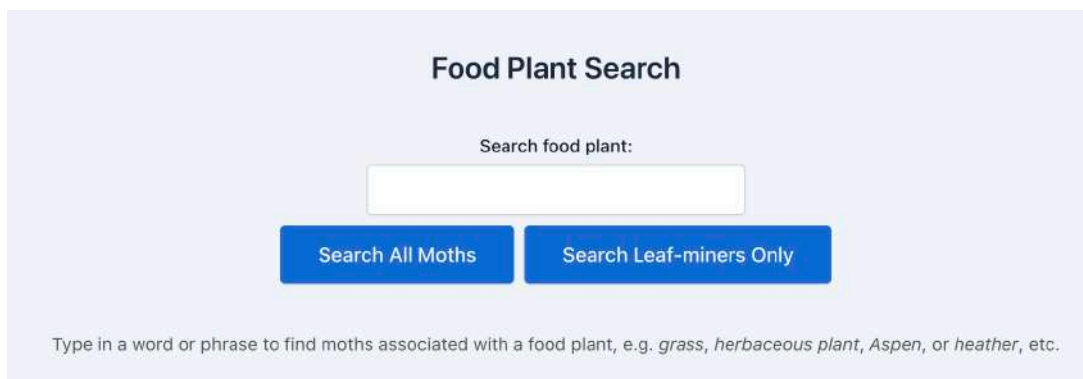 Food Plant Search
Search food plant:
Search All Moths
Search Leaf-miners Only
Type in a word or phrase to find moths associated with a food plant, e.g. grass, herbaceous plant, Aspen, or heather, etc.